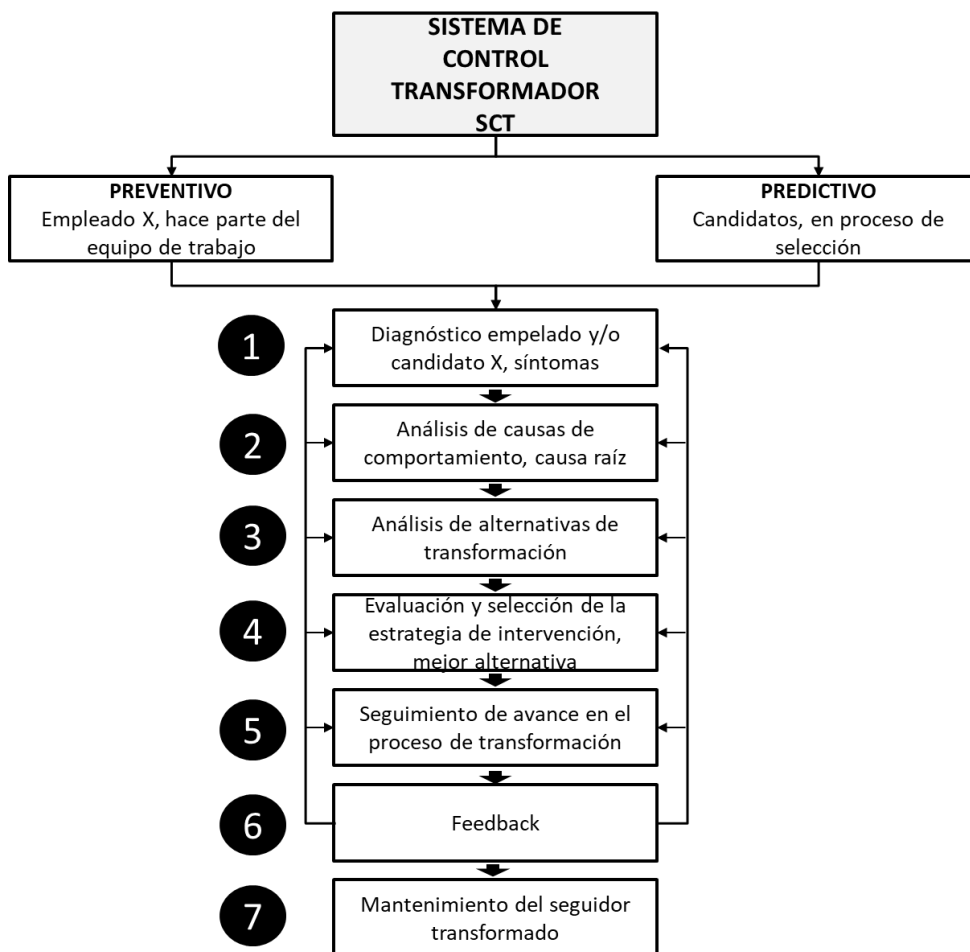 SISTEMA DE
CONTROL
TRANSFORMADOR
SCT
PREVENTIVO
Empleado X, hace parte del
equipo de trabajo
PREDICTIVO
Candidatos, en proceso de
selección
1
Diagnóstico empelado y/o
candidato X, síntomas
2
Análisis de causas de
comportamiento, causa raíz
3
Análisis de alternativas de
transformación
4
Evaluación y selección de la
estrategia de intervención,
mejor alternativa
5
Seguimiento de avance en el
proceso de transformación
6
Feedback
7
Mantenimiento del seguidor
transformado